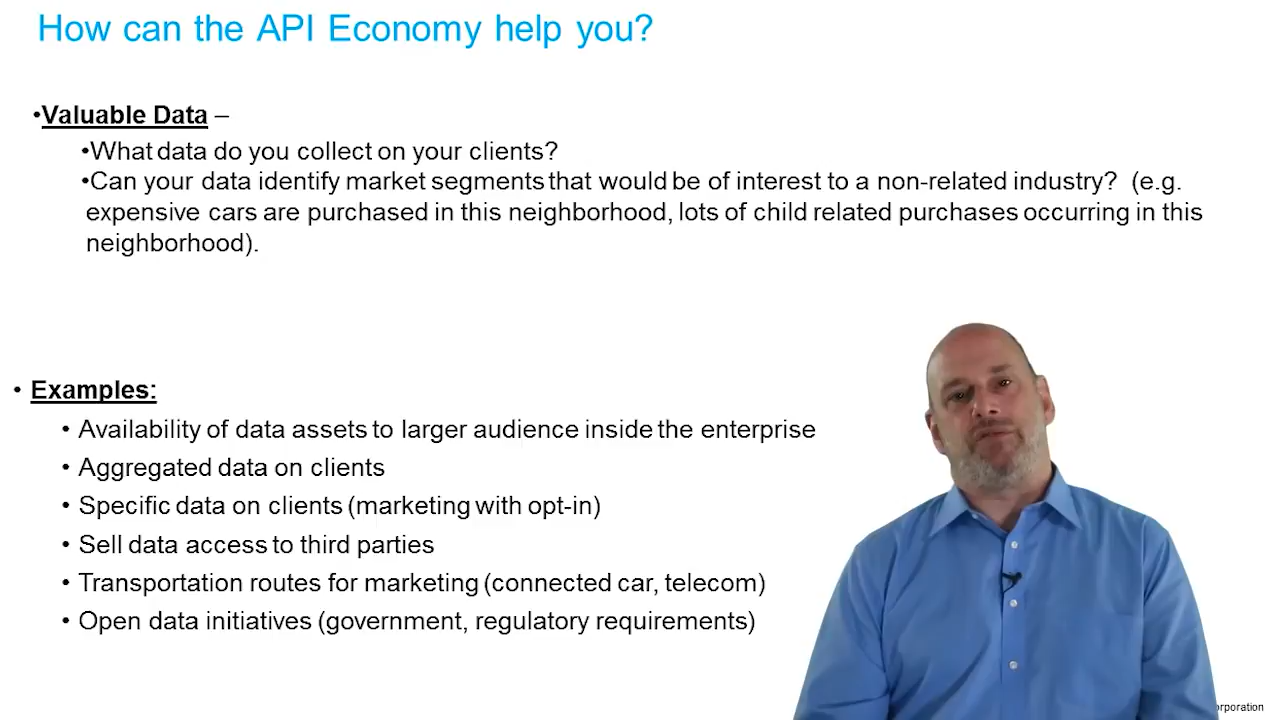 How can the API Economy help you?
•Valuable Data –
•What data do you collect on your clients?
•Can your data identify market segments that would be of interest to a non-related industry? (e.g.
expensive cars are purchased in this neighborhood, lots of child related purchases occurring in this
neighborhood).
• Examples:
• Availability of data assets to larger audience inside the enterprise
• Aggregated data on clients
• Specific data on clients (marketing with opt-in)
• Sell data access to third parties
• Transportation routes for marketing (connected car, telecom)
• Open data initiatives (government, regulatory requirements)